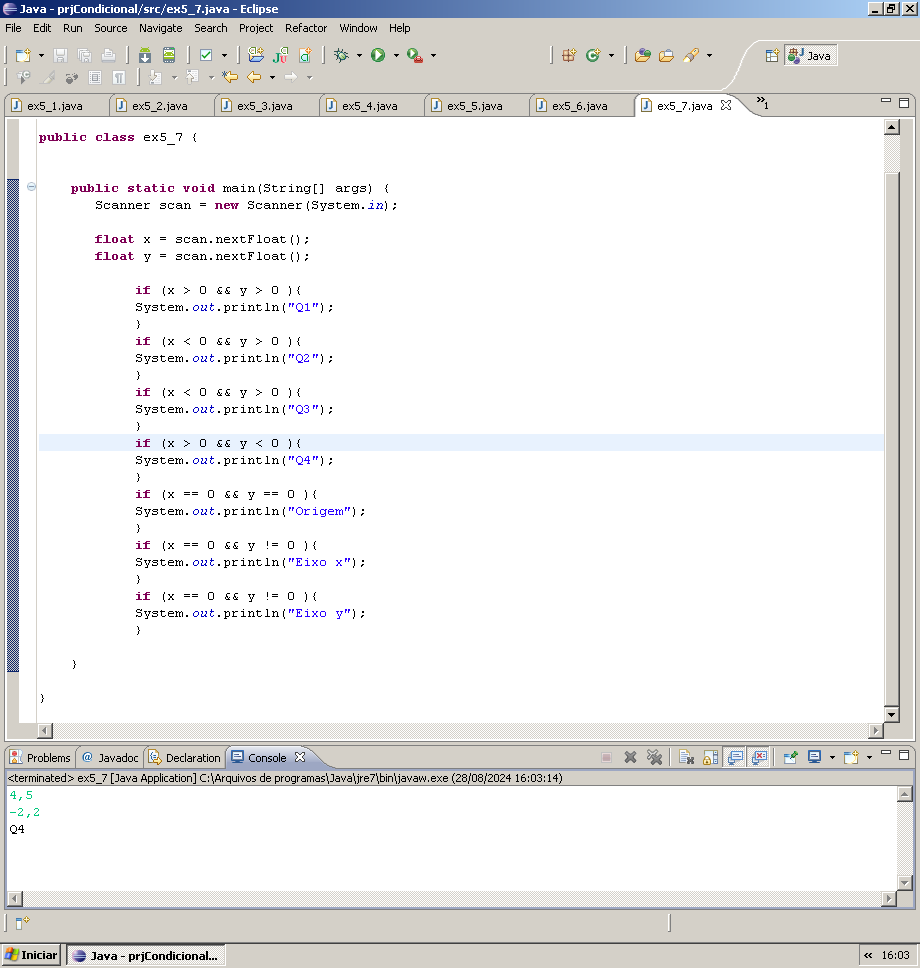 Java - prjCondicional/src/ex5_7.java - Eclipse
File Edit Run Source Navigate Search Project Refactor Window Help
Java
ex5_1.java ex5_2.java ex5_3.java ex5_4.java ex5_5.java ex5_6.java ex5_7.java »1
public class ex5_7 {
public static void main(String[] args) {
Scanner scan = new Scanner(System.in);
float x = scan.nextFloat();
float y = scan.nextFloat();
if (x > 0 && y > 0 ){
System.out.println("Q1");
}
if (x < 0 && y > 0 ){
System.out.println("Q2");
}
if (x < 0 && y > 0 ){
System.out.println("Q3");
}
if (x > 0 && y < 0 ){
System.out.println("Q4");
}
if (x == 0 && y == 0 ){
System.out.println("Origem");
}
if (x == 0 && y != 0 ){
System.out.println("Eixo x");
}
if (x == 0 && y != 0 ){
System.out.println("Eixo y");
}
}
}
Problems @ Javadoc Declaration Console
<terminated> ex5_7 [Java Application] C:\Arquivos de programas\Java\jre7\bin\javaw.exe (28/08/2024 16:03:14)
4,5
-2,2
Q4
Iniciar Java - prjCondicional... « 16:03